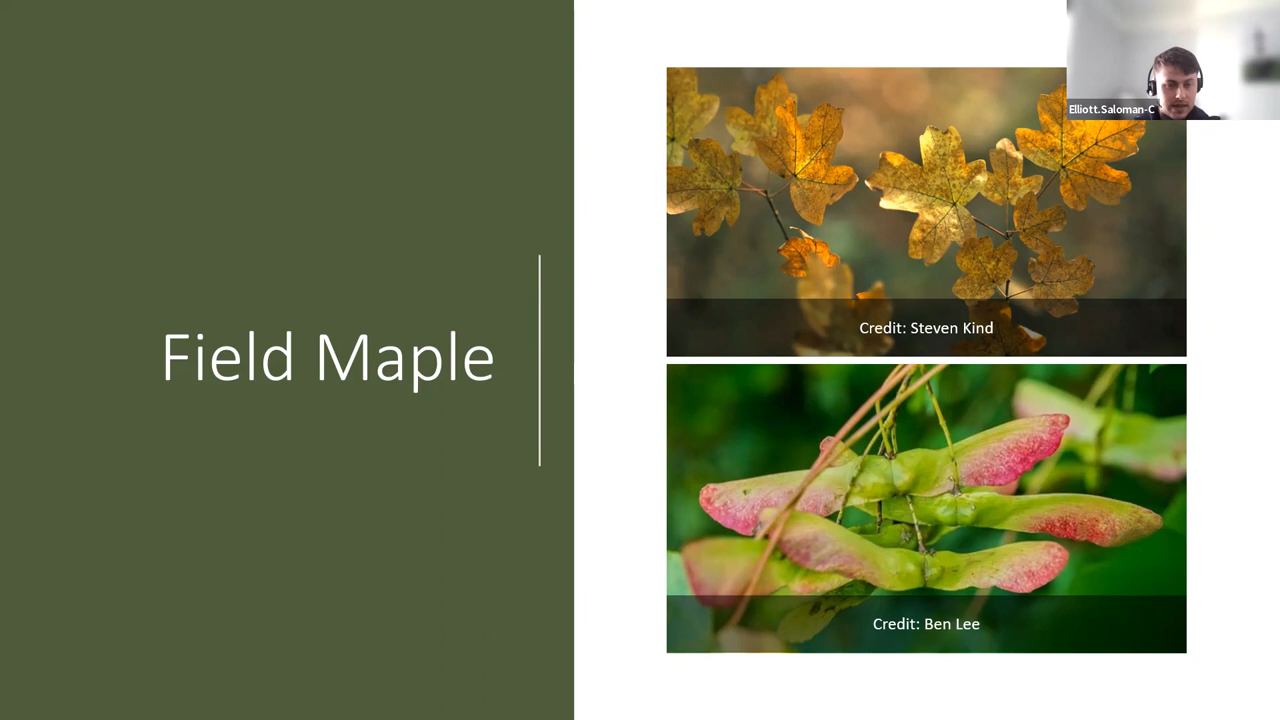 Elliott.Saloman-C
Field Maple
Credit: Steven Kind
Credit: Ben Lee